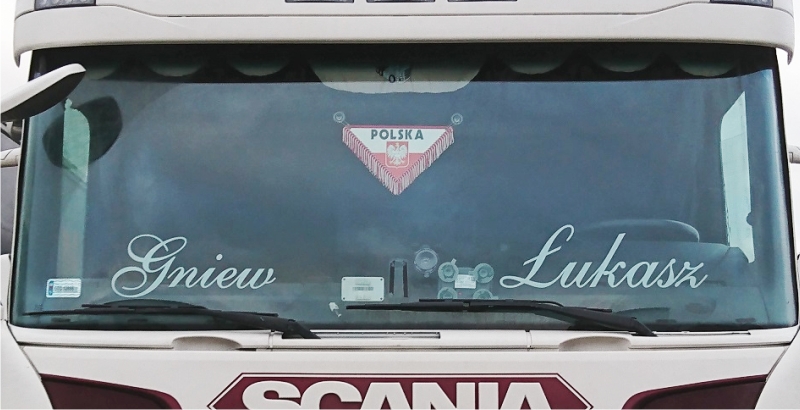 POLSKA
Gniew
Łukasz
SCANIA